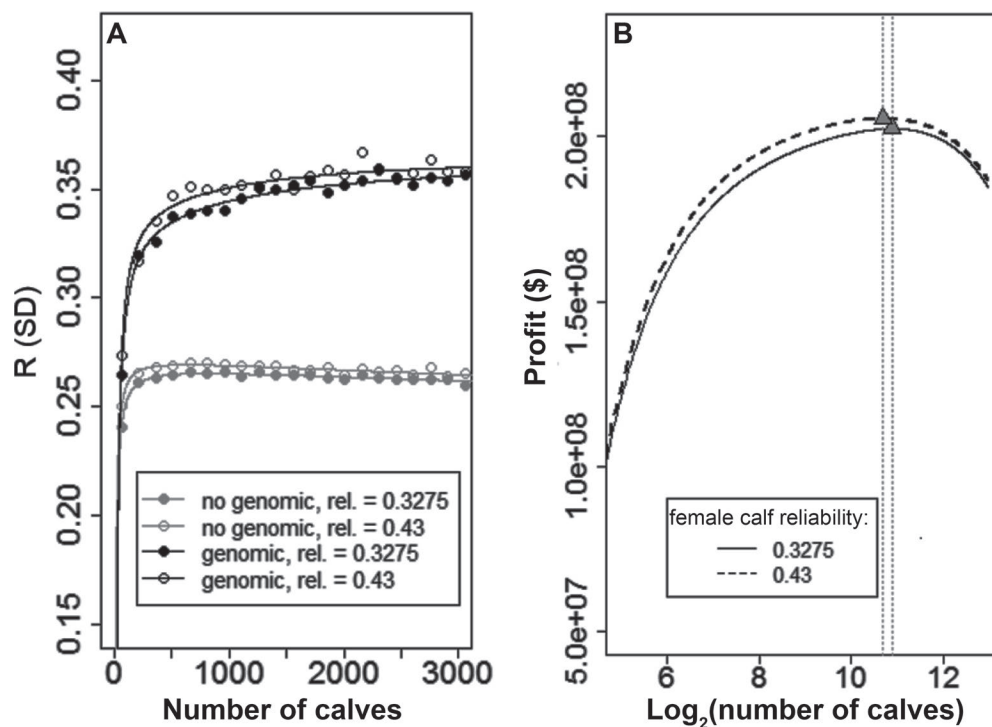 A
R (SD)
0.40
0.35
0.30
0.25
0.20
0.15
no genomic, rel. = 0.3275
no genomic, rel. = 0.43
genomic, rel. = 0.3275
genomic, rel. = 0.43
0 1000 2000 3000
Number of calves
B
Profit ($)
2.0e+08
1.5e+08
1.0e+08
5.0e+07
female calf reliability:
0.3275
0.43
6 8 10 12
Log₂(number of calves)